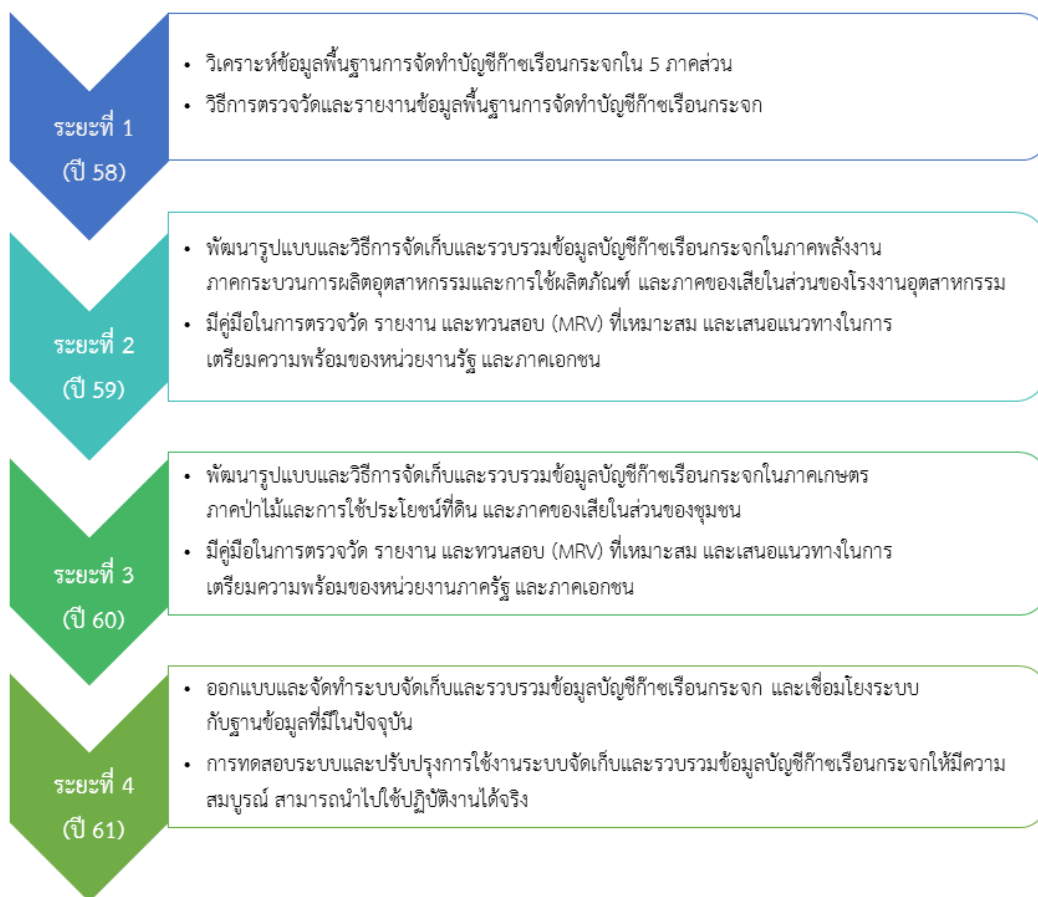 ระยะที่ 1
(ปี 58)
• วิเคราะห์ข้อมูลพื้นฐานการจัดทำบัญชีก๊าซเรือนกระจกใน 5 ภาคส่วน
• วิธีการตรวจวัดและรายงานข้อมูลพื้นฐานการจัดทำบัญชีก๊าซเรือนกระจก
ระยะที่ 2
(ปี 59)
• พัฒนารูปแบบและวิธีการจัดเก็บและรวบรวมข้อมูลบัญชีก๊าซเรือนกระจกในภาคพลังงาน
ภาคกระบวนการผลิตอุตสาหกรรมและการใช้ผลิตภัณฑ์ และภาคของเสียในส่วนของโรงงานอุตสาหกรรม
• มีคู่มือในการตรวจวัด รายงาน และทวนสอบ (MRV) ที่เหมาะสม และเสนอแนวทางในการ
เตรียมความพร้อมของหน่วยงานรัฐ และภาคเอกชน
ระยะที่ 3
(ปี 60)
• พัฒนารูปแบบและวิธีการจัดเก็บและรวบรวมข้อมูลบัญชีก๊าซเรือนกระจกในภาคเกษตร
ภาคป่าไม้และการใช้ประโยชน์ที่ดิน และภาคของเสียในส่วนของชุมชน
• มีคู่มือในการตรวจวัด รายงาน และทวนสอบ (MRV) ที่เหมาะสม และเสนอแนวทางในการ
เตรียมความพร้อมของหน่วยงานภาครัฐ และภาคเอกชน
ระยะที่ 4
(ปี 61)
• ออกแบบและจัดทำระบบจัดเก็บและรวบรวมข้อมูลบัญชีก๊าซเรือนกระจก และเชื่อมโยงระบบ
กับฐานข้อมูลที่มีในปัจจุบัน
• การทดสอบระบบและปรับปรุงการใช้งานระบบจัดเก็บและรวบรวมข้อมูลบัญชีก๊าซเรือนกระจกให้มีความ
สมบูรณ์ สามารถนำไปใช้ปฏิบัติงานได้จริง